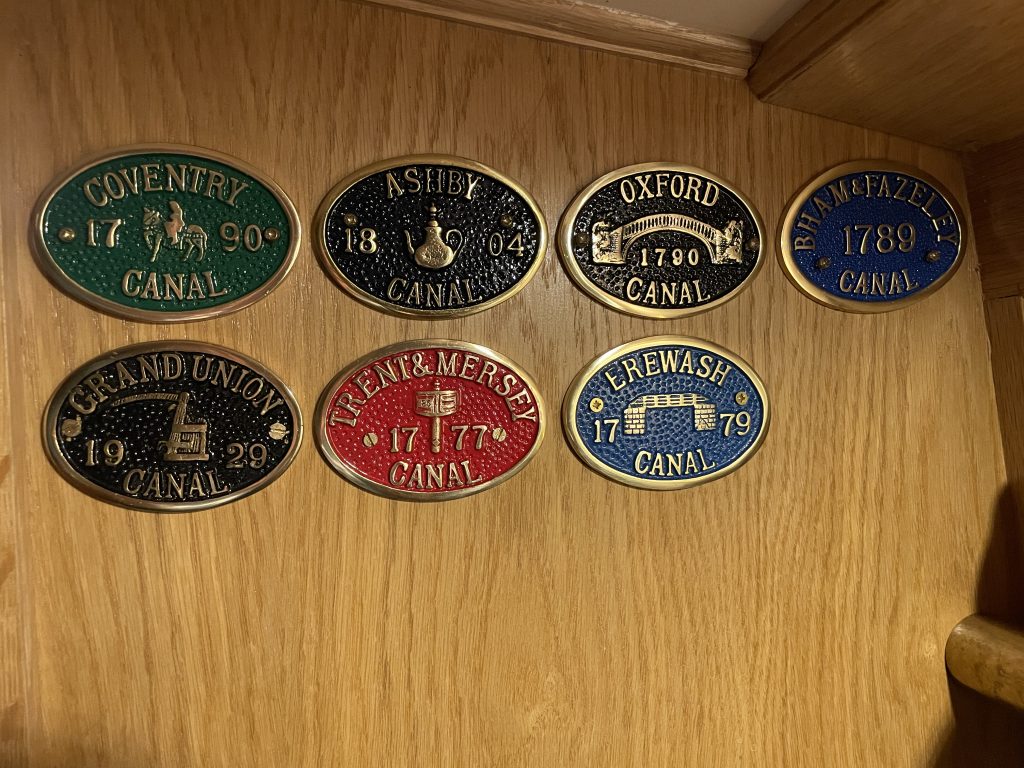 COVENTRY
17 90
CANAL
ASHBY
18 04
CANAL
OXFORD
1790
CANAL
BHAM & FAZELEY
1789
CANAL
GRAND UNION
19 29
CANAL
TRENT & MERSEY
17 77
CANAL
EREWASH
17 79
CANAL